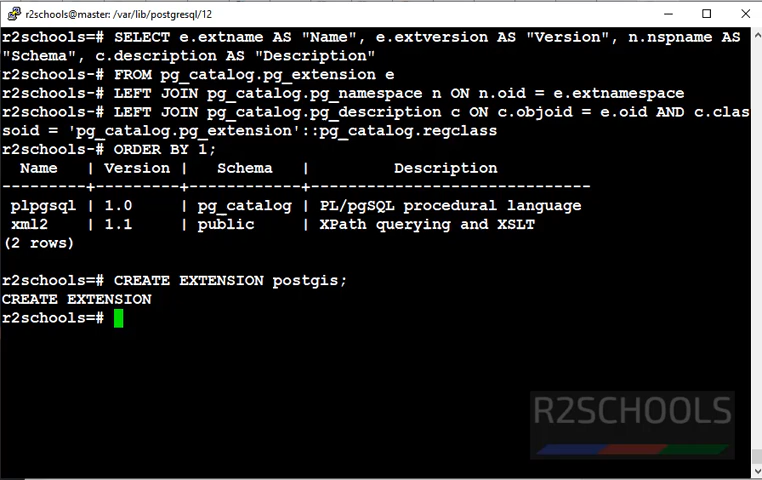 r2schools@master: /var/lib/postgresql/12
r2schools=# SELECT e.extname AS "Name", e.extversion AS "Version", n.nspname AS
"Schema", c.description AS "Description"
r2schools-# FROM pg_catalog.pg_extension e
r2schools-# LEFT JOIN pg_catalog.pg_namespace n ON n.oid = e.extnamespace
r2schools-# LEFT JOIN pg_catalog.pg_description c ON c.objoid = e.oid AND c.clas
soid = 'pg_catalog.pg_extension'::pg_catalog.regclass
r2schools-# ORDER BY 1;
  Name   | Version |   Schema   |         Description
---------+---------+------------+------------------------------
 plpgsql | 1.0     | pg_catalog | PL/pgSQL procedural language
 xml2    | 1.1     | public     | XPath querying and XSLT
(2 rows)
r2schools=# CREATE EXTENSION postgis;
CREATE EXTENSION
r2schools=#
R2SCHOOLS